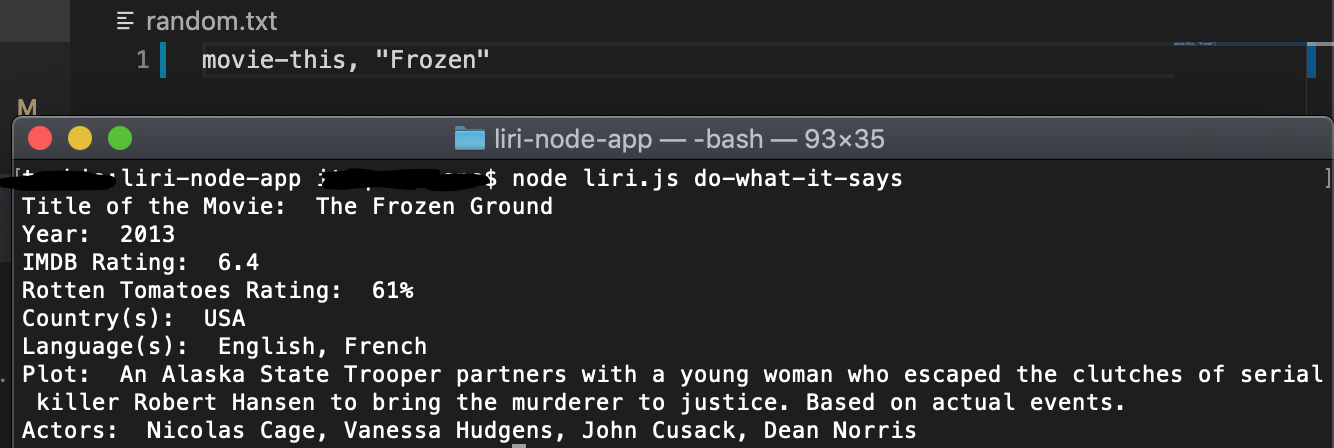 random.txt
1 movie-this, "Frozen"
M
liri-node-app — -bash — 93×35
:liri-node-app $ node liri.js do-what-it-says
Title of the Movie:  The Frozen Ground
Year:  2013
IMDB Rating:  6.4
Rotten Tomatoes Rating:  61%
Country(s):  USA
Language(s):  English, French
Plot:  An Alaska State Trooper partners with a young woman who escaped the clutches of serial
killer Robert Hansen to bring the murderer to justice. Based on actual events.
Actors:  Nicolas Cage, Vanessa Hudgens, John Cusack, Dean Norris